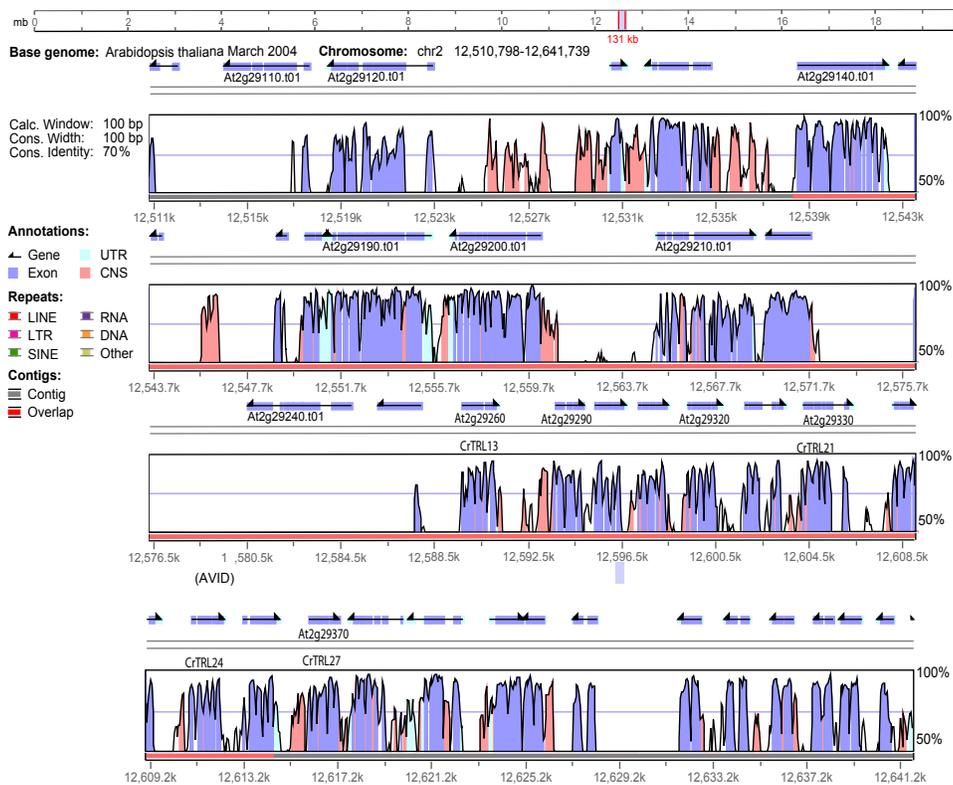 mb 0 2 4 6 8 10 12 14 16 18
131 kb
Base genome: Arabidopsis thaliana March 2004 Chromosome: chr2 12,510,798-12,641,739
At2g29110.t01 At2g29120.t01 At2g29140.t01
100%
Calc. Window: 100 bp
Cons. Width: 100 bp
Cons. Identity: 70%
50%
12,511k 12,515k 12,519k 12,523k 12,527k 12,531k 12,535k 12,539k 12,543k
Annotations:
At2g29190.t01 At2g29200.t01 At2g29210.t01
Gene UTR
Exon CNS
100%
Repeats:
LINE RNA
LTR DNA
SINE Other
50%
Contigs:
Contig
Overlap
12,543.7k 12,547.7k 12,551.7k 12,555.7k 12,559.7k 12,563.7k 12,567.7k 12,571.7k 12,575.7k
At2g29240.t01 At2g29260 At2g29290 At2g29320 At2g29330
CrTRL13 CrTRL21
100%
50%
12,576.5k ,580.5k 12,584.5k 12,588.5k 12,592.5k 12,596.5k 12,600.5k 12,604.5k 12,608.5k
(AVID)
At2g29370
CrTRL24 CrTRL27
100%
50%
12,609.2k 12,613.2k 12,617.2k 12,621.2k 12,625.2k 12,629.2k 12,633.2k 12,637.2k 12,641.2k